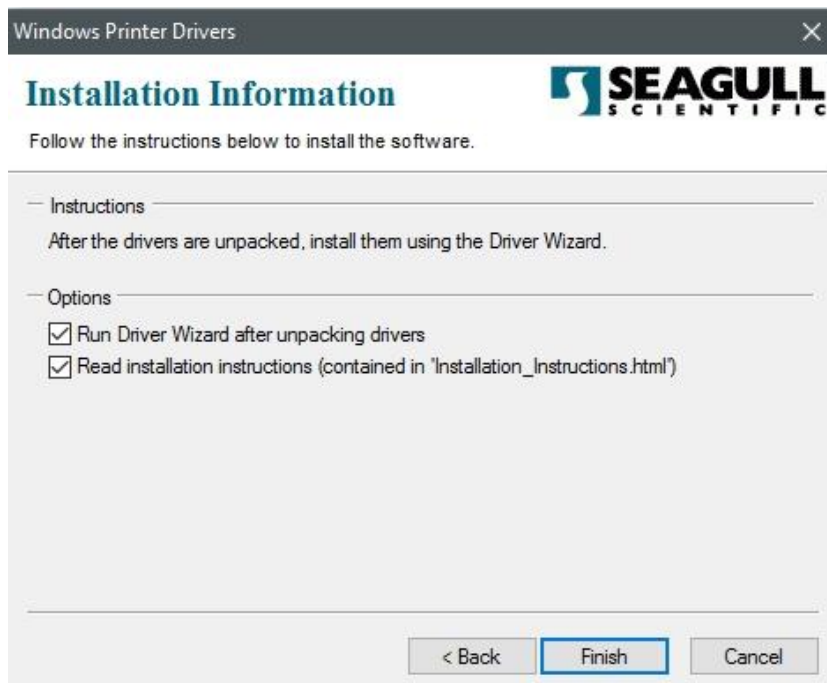 Windows Printer Drivers
Installation Information
SEAGULL
SCIENTIFIC
Follow the instructions below to install the software.
Instructions
After the drivers are unpacked, install them using the Driver Wizard.
Options
Run Driver Wizard after unpacking drivers
Read installation instructions (contained in 'Installation_Instructions.html')
< Back
Finish
Cancel